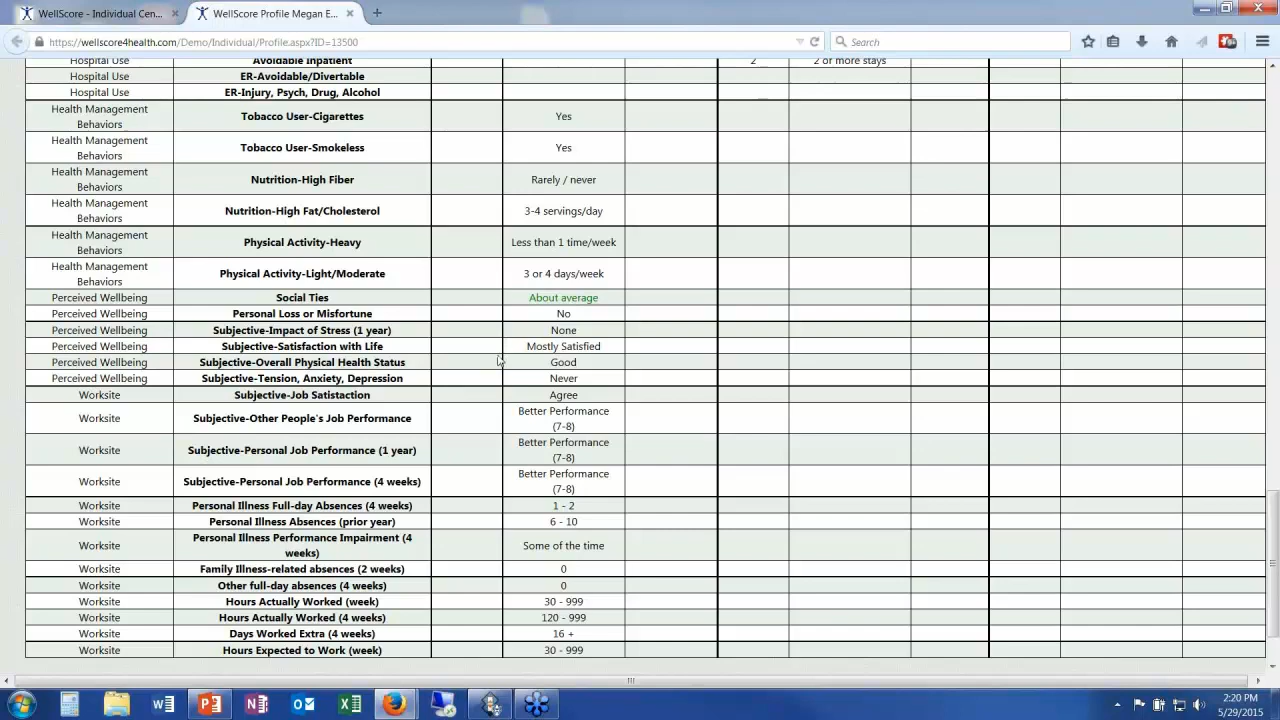 WellScore - Individual Cen...
WellScore Profile Megan E...
https://wellscore4health.com/Demo/Individual/Profile.aspx?ID=13500
Search
Hospital Use Avoidable Inpatient 2 2 or more stays
Hospital Use ER-Avoidable/Divertable
Hospital Use ER-Injury, Psych, Drug, Alcohol
Health Management
Behaviors
Tobacco User-Cigarettes Yes
Health Management
Behaviors
Tobacco User-Smokeless Yes
Health Management
Behaviors
Nutrition-High Fiber Rarely / never
Health Management
Behaviors
Nutrition-High Fat/Cholesterol 3-4 servings/day
Health Management
Behaviors
Physical Activity-Heavy Less than 1 time/week
Health Management
Behaviors
Physical Activity-Light/Moderate 3 or 4 days/week
Perceived Wellbeing Social Ties About average
Perceived Wellbeing Personal Loss or Misfortune No
Perceived Wellbeing Subjective-Impact of Stress (1 year) None
Perceived Wellbeing Subjective-Satisfaction with Life Mostly Satisfied
Perceived Wellbeing Subjective-Overall Physical Health Status Good
Perceived Wellbeing Subjective-Tension, Anxiety, Depression Never
Worksite Subjective-Job Satistaction Agree
Worksite Subjective-Other People's Job Performance Better Performance
(7-8)
Worksite Subjective-Personal Job Performance (1 year) Better Performance
(7-8)
Worksite Subjective-Personal Job Performance (4 weeks) Better Performance
(7-8)
Worksite Personal Illness Full-day Absences (4 weeks) 1 - 2
Worksite Personal Illness Absences (prior year) 6 - 10
Worksite Personal Illness Performance Impairment (4
weeks) Some of the time
Worksite Family Illness-related absences (2 weeks) 0
Worksite Other full-day absences (4 weeks) 0
Worksite Hours Actually Worked (week) 30 - 999
Worksite Hours Actually Worked (4 weeks) 120 - 999
Worksite Days Worked Extra (4 weeks) 16 +
Worksite Hours Expected to Work (week) 30 - 999
2:20 PM
5/29/2015